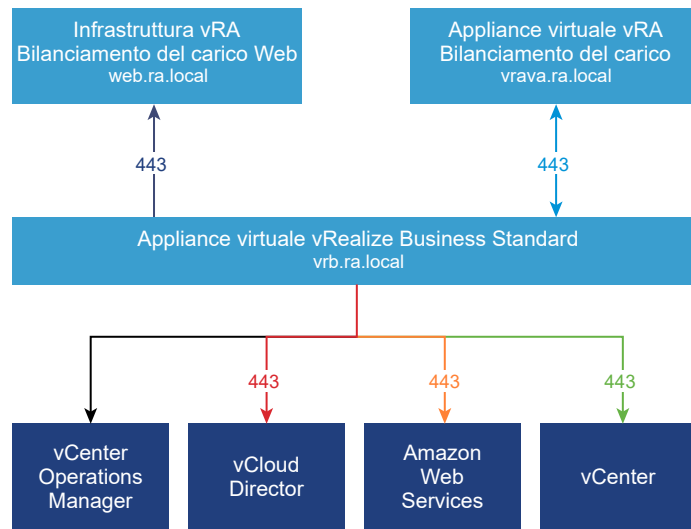 Infrastruttura vRA
Bilanciamento del carico Web
web.ra.local
Appliance virtuale vRA
Bilanciamento del carico
vrava.ra.local
443
443
Appliance virtuale vRealize Business Standard
vrb.ra.local
443
443
443
vCenter
Operations
Manager
vCloud
Director
Amazon
Web
Services
vCenter